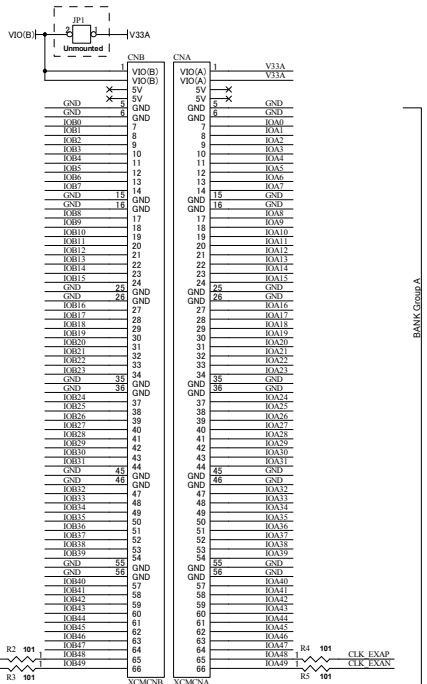 JP1
VIO(B) 2 1 V33A
Unmounted
CNB CNA
1 VIO(B) VIO(A) 1 V33A
VIO(B) VIO(A) V33A
5V 5V
5V 5V
GND 5 GND GND 5 GND
GND 6 GND GND 6 GND
IOB0 7 7 IOA0
IOB1 8 8 IOA1
IOB2 9 9 IOA2
IOB3 10 10 IOA3
IOB4 11 11 IOA4
IOB5 12 12 IOA5
IOB6 13 13 IOA6
IOB7 14 14 IOA7
GND 15 GND GND 15 GND
GND 16 GND GND 16 GND
IOB8 17 17 IOA8
IOB9 18 18 IOA9
IOB10 19 19 IOA10
IOB11 20 20 IOA11
IOB12 21 21 IOA12
IOB13 22 22 IOA13
IOB14 23 23 IOA14
IOB15 24 24 IOA15
GND 25 GND GND 25 GND
GND 26 GND GND 26 GND
IOB16 27 27 IOA16
IOB17 28 28 IOA17
IOB18 29 29 IOA18
IOB19 30 30 IOA19
IOB20 31 31 IOA20
IOB21 32 32 IOA21
IOB22 33 33 IOA22
IOB23 34 34 IOA23
GND 35 GND GND 35 GND
GND 36 GND GND 36 GND
IOB24 37 37 IOA24
IOB25 38 38 IOA25
IOB26 39 39 IOA26
IOB27 40 40 IOA27
IOB28 41 41 IOA28
IOB29 42 42 IOA29
IOB30 43 43 IOA30
IOB31 44 44 IOA31
GND 45 GND GND 45 GND
GND 46 GND GND 46 GND
IOB32 47 47 IOA32
IOB33 48 48 IOA33
IOB34 49 49 IOA34
IOB35 50 50 IOA35
IOB36 51 51 IOA36
IOB37 52 52 IOA37
IOB38 53 53 IOA38
IOB39 54 54 IOA39
GND 55 GND GND 55 GND
GND 56 GND GND 56 GND
IOB40 57 57 IOA40
IOB41 58 58 IOA41
IOB42 59 59 IOA42
IOB43 60 60 IOA43
IOB44 61 61 IOA44
IOB45 62 62 IOA45
IOB46 63 63 IOA46
IOB47 64 64 IOA47
R2 101 1 IOB48 65 65 IOA48 1 R4 101 CLK_EXAP
R3 101 1 IOB49 66 66 IOA49 1 R5 101 CLK_EXAN
XCMCNB XCMCNA
BANK Group A